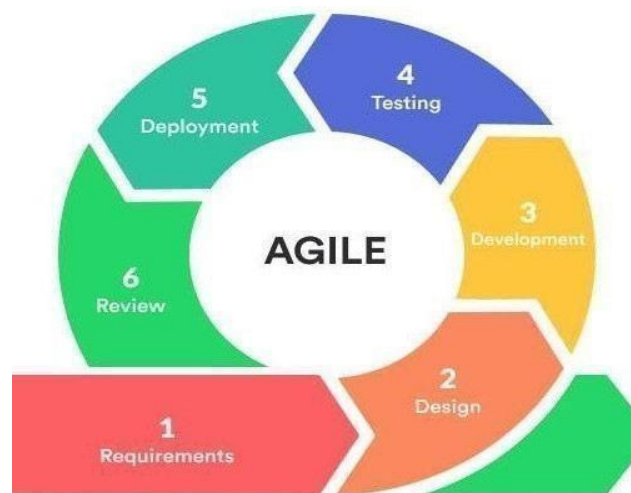 AGILE
1
Requirements
2
Design
3
Development
4
Testing
5
Deployment
6
Review